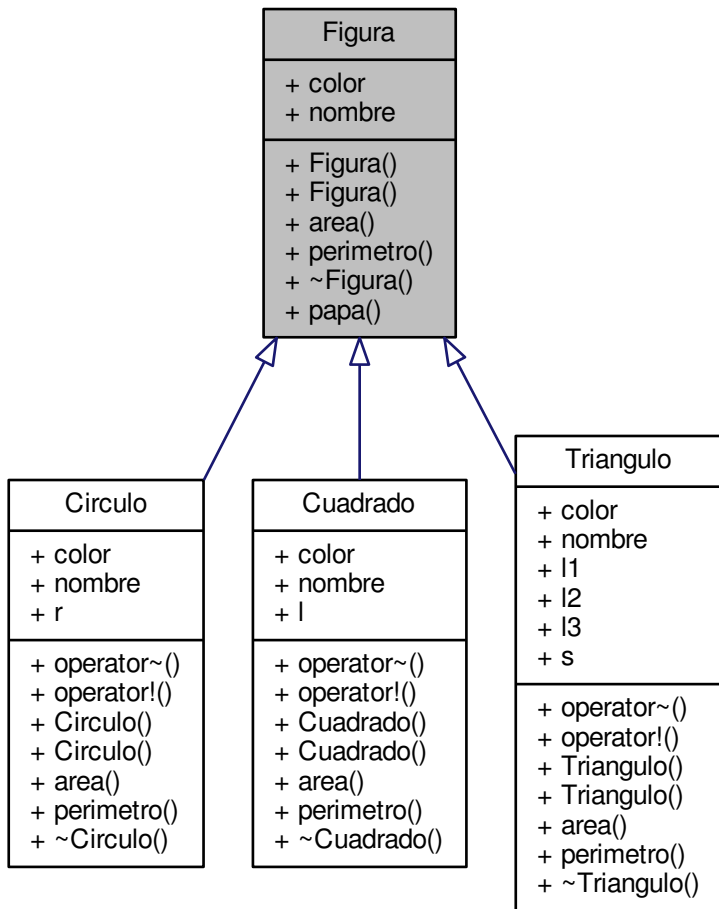 Figura
+ color
+ nombre
+ Figura()
+ Figura()
+ area()
+ perimetro()
+ ~Figura()
+ papa()
Circulo
+ color
+ nombre
+ r
+ operator~()
+ operator!()
+ Circulo()
+ Circulo()
+ area()
+ perimetro()
+ ~Circulo()
Cuadrado
+ color
+ nombre
+ l
+ operator~()
+ operator!()
+ Cuadrado()
+ Cuadrado()
+ area()
+ perimetro()
+ ~Cuadrado()
Triangulo
+ color
+ nombre
+ l1
+ l2
+ l3
+ s
+ operator~()
+ operator!()
+ Triangulo()
+ Triangulo()
+ area()
+ perimetro()
+ ~Triangulo()